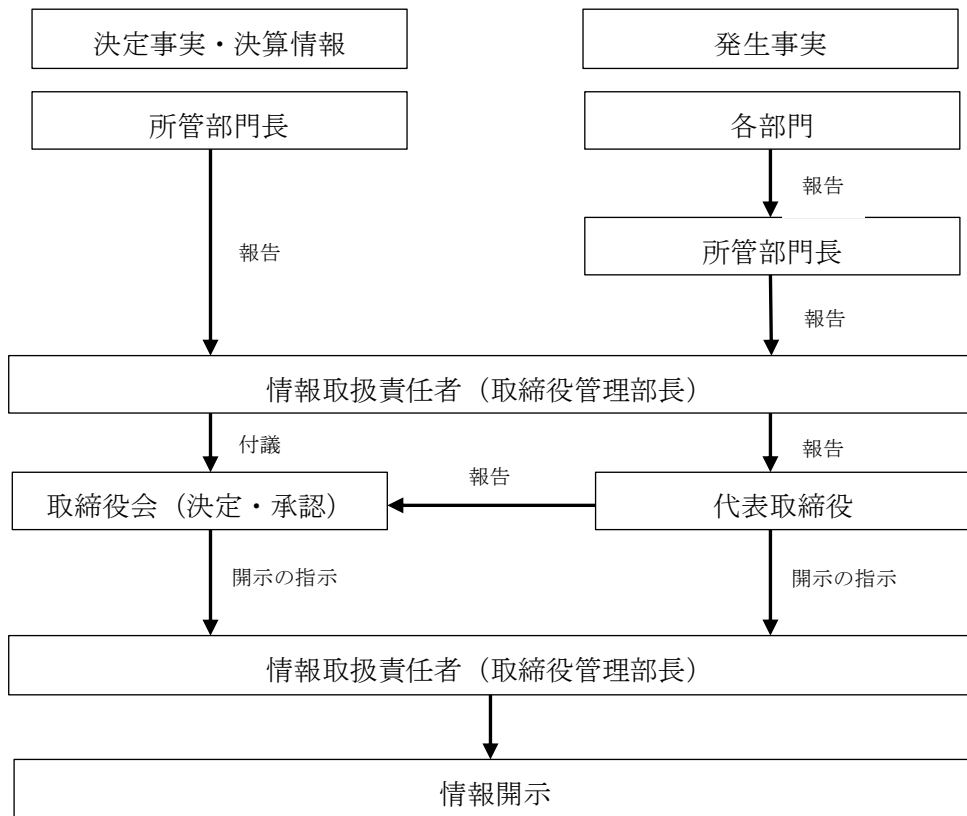 決定事実・決算情報
発生事実
所管部門長
各部門
報告
所管部門長
報告
報告
情報取扱責任者（取締役管理部長）
付議
報告
取締役会（決定・承認）
報告
代表取締役
開示の指示
開示の指示
情報取扱責任者（取締役管理部長）
情報開示